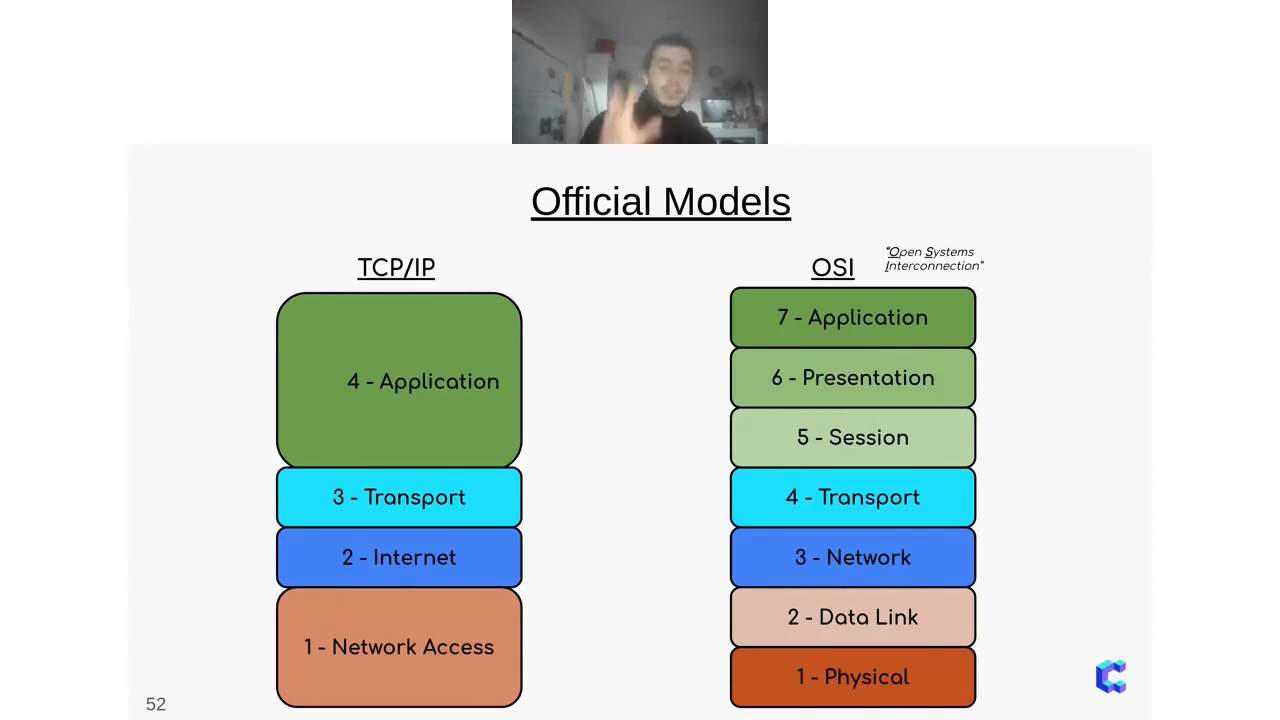 Official Models
TCP/IP
OSI
"Open Systems
Interconnection"
4 - Application
3 - Transport
2 - Internet
1 - Network Access
7 - Application
6 - Presentation
5 - Session
4 - Transport
3 - Network
2 - Data Link
1 - Physical
52